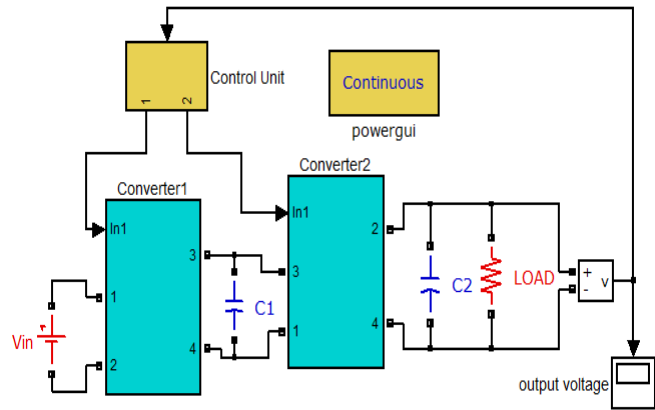 Control Unit
1
2
Continuous
powergui
Converter1
Converter2
In1
In1
2
3
3
1
C1
C2
LOAD
+
-
v
Vin
2
4
1
4
output voltage